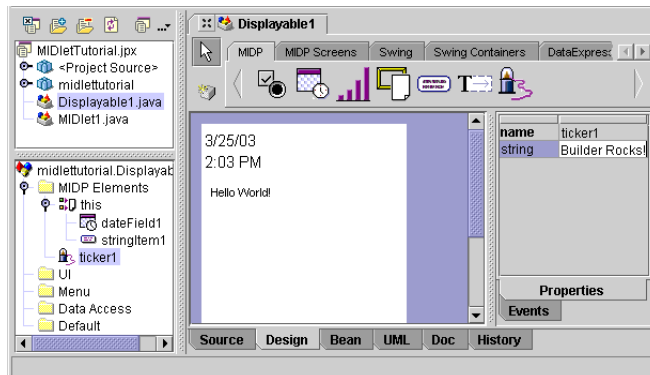 Displayable1
MIDletTutorial.jpx
<Project Source>
midlettutorial
Displayable1.java
MIDlet1.java
MIDP MIDP Screens Swing Swing Containers DataExpres
T
midlettutorial.Displayab
MIDP Elements
this
dateField1
stringItem1
ticker1
UI
Menu
Data Access
Default
3/25/03
2:03 PM
Hello World!
name ticker1
string Builder Rocks!
Properties
Events
Source Design Bean UML Doc History